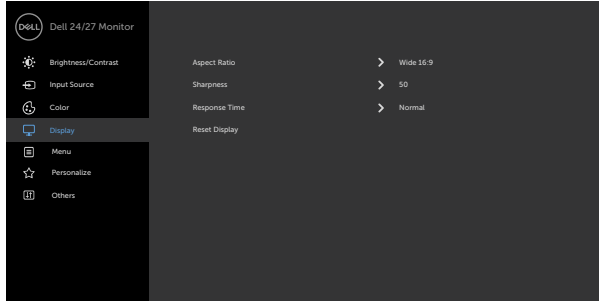 DELL Dell 24/27 Monitor
Brightness/Contrast
Input Source
Color
Display
Menu
Personalize
Others
Aspect Ratio > Wide 16:9
Sharpness > 50
Response Time > Normal
Reset Display